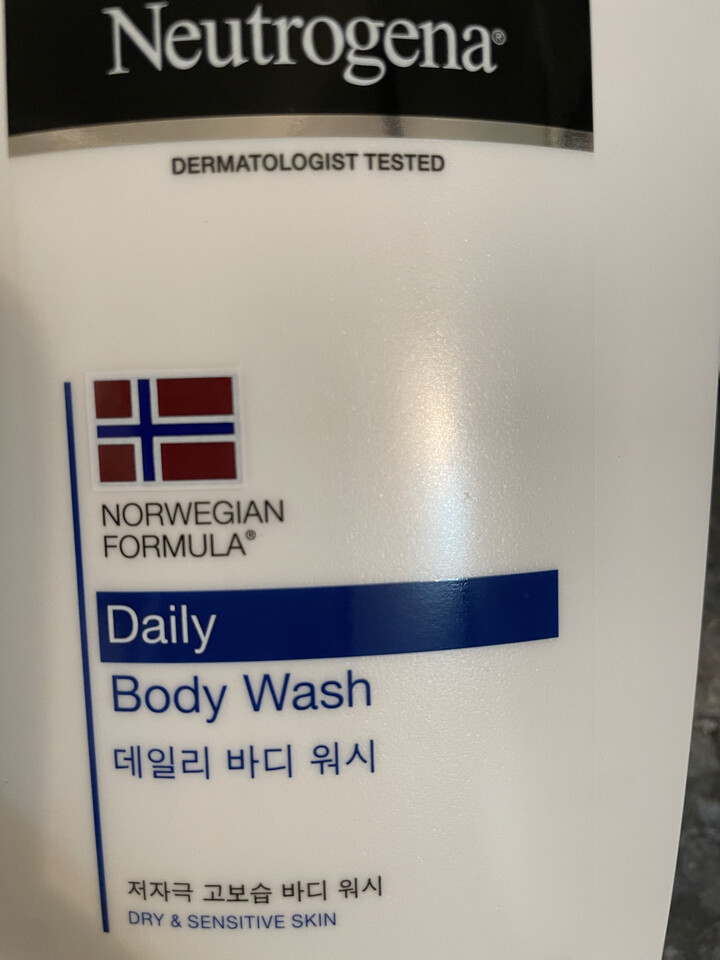 Neutrogena®
DERMATOLOGIST TESTED
NORWEGIAN
FORMULA®
Daily
Body Wash
데일리 바디 워시
저자극 고보습 바디 워시
DRY & SENSITIVE SKIN